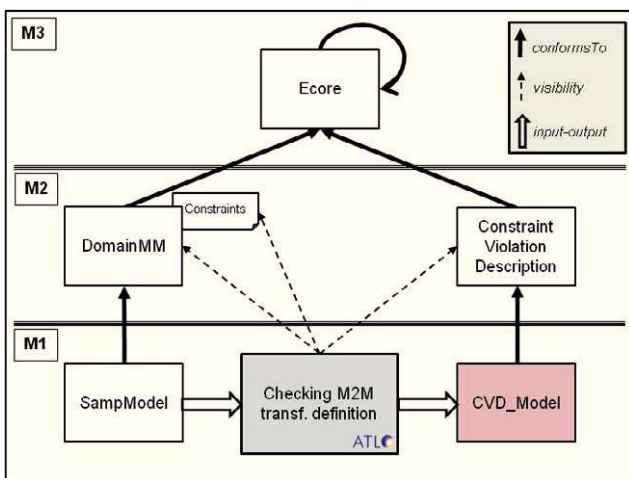 M3
Ecore
conformsTo
visibility
input-output
M2
Constraints
DomainMM
Constraint
Violation
Description
M1
SampModel
Checking M2M
transf. definition
ATL
CVD_Model